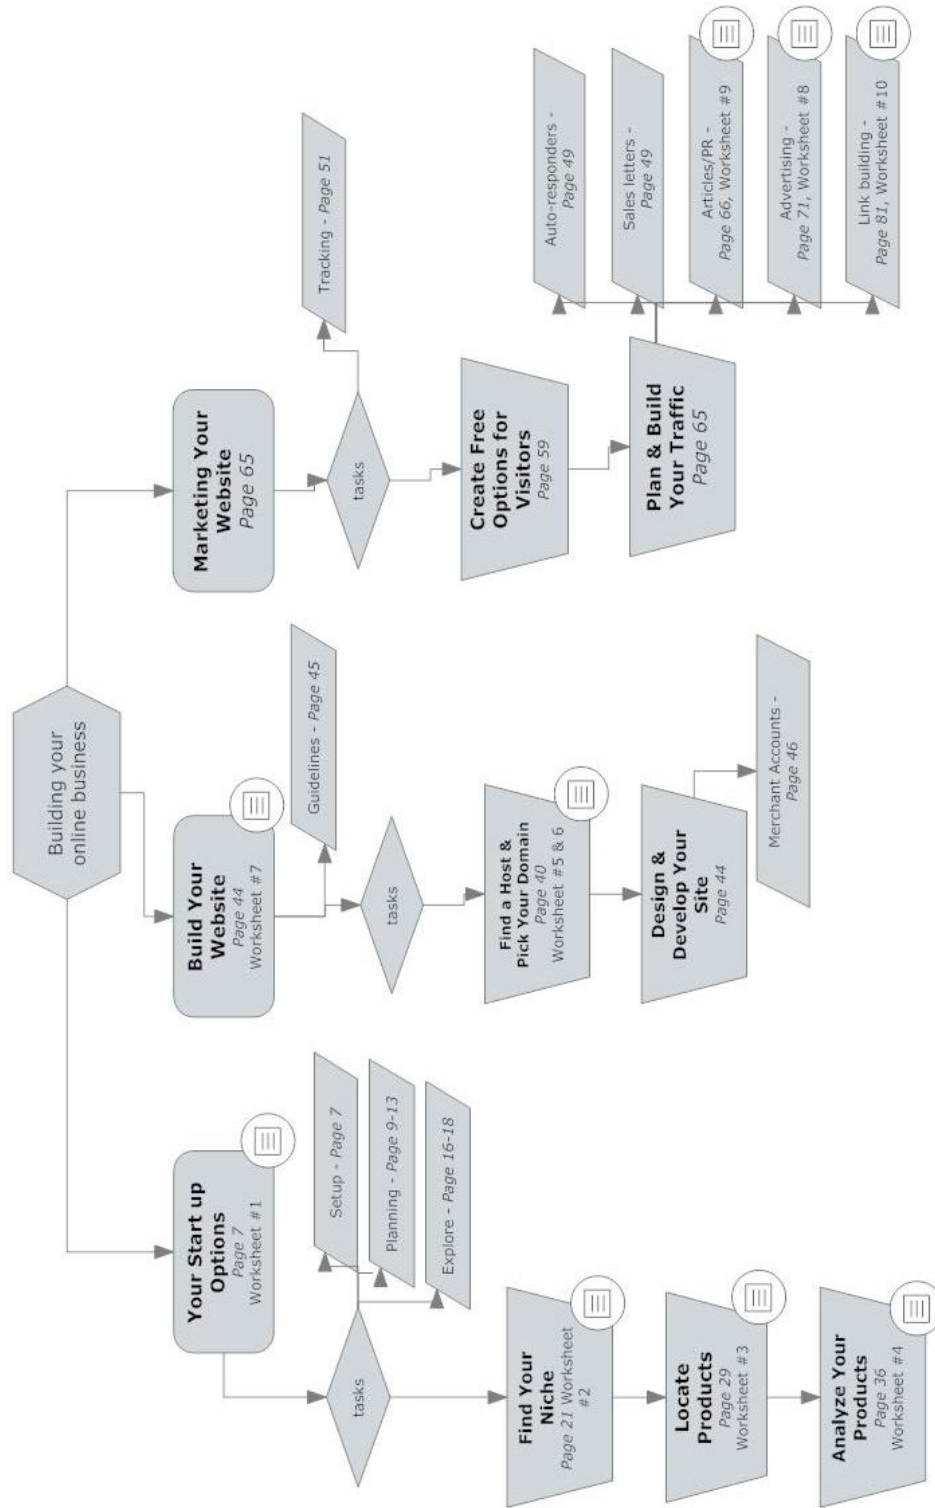 Building your
online business
Your Start up
Options
Page 7
Worksheet #1
tasks
Setup - Page 7
Planning - Page 9-13
Explore - Page 16-18
Find Your
Niche
Page 21 Worksheet
#2
Locate
Products
Page 29
Worksheet #3
Analyze Your
Products
Page 36
Worksheet #4
Build Your
Website
Page 44
Worksheet #7
Guidelines - Page 45
tasks
Find a Host &
Pick Your Domain
Page 40
Worksheet #5 & 6
Design &
Develop Your
Site
Page 44
Merchant Accounts -
Page 46
Marketing Your
Website
Page 65
Tracking - Page 51
tasks
Create Free
Options for
Visitors
Page 59
Plan & Build
Your Traffic
Page 65
Auto-responders -
Page 49
Sales letters -
Page 49
Articles/PR -
Page 66, Worksheet #9
Advertising -
Page 71, Worksheet #8
Link building -
Page 81, Worksheet #10